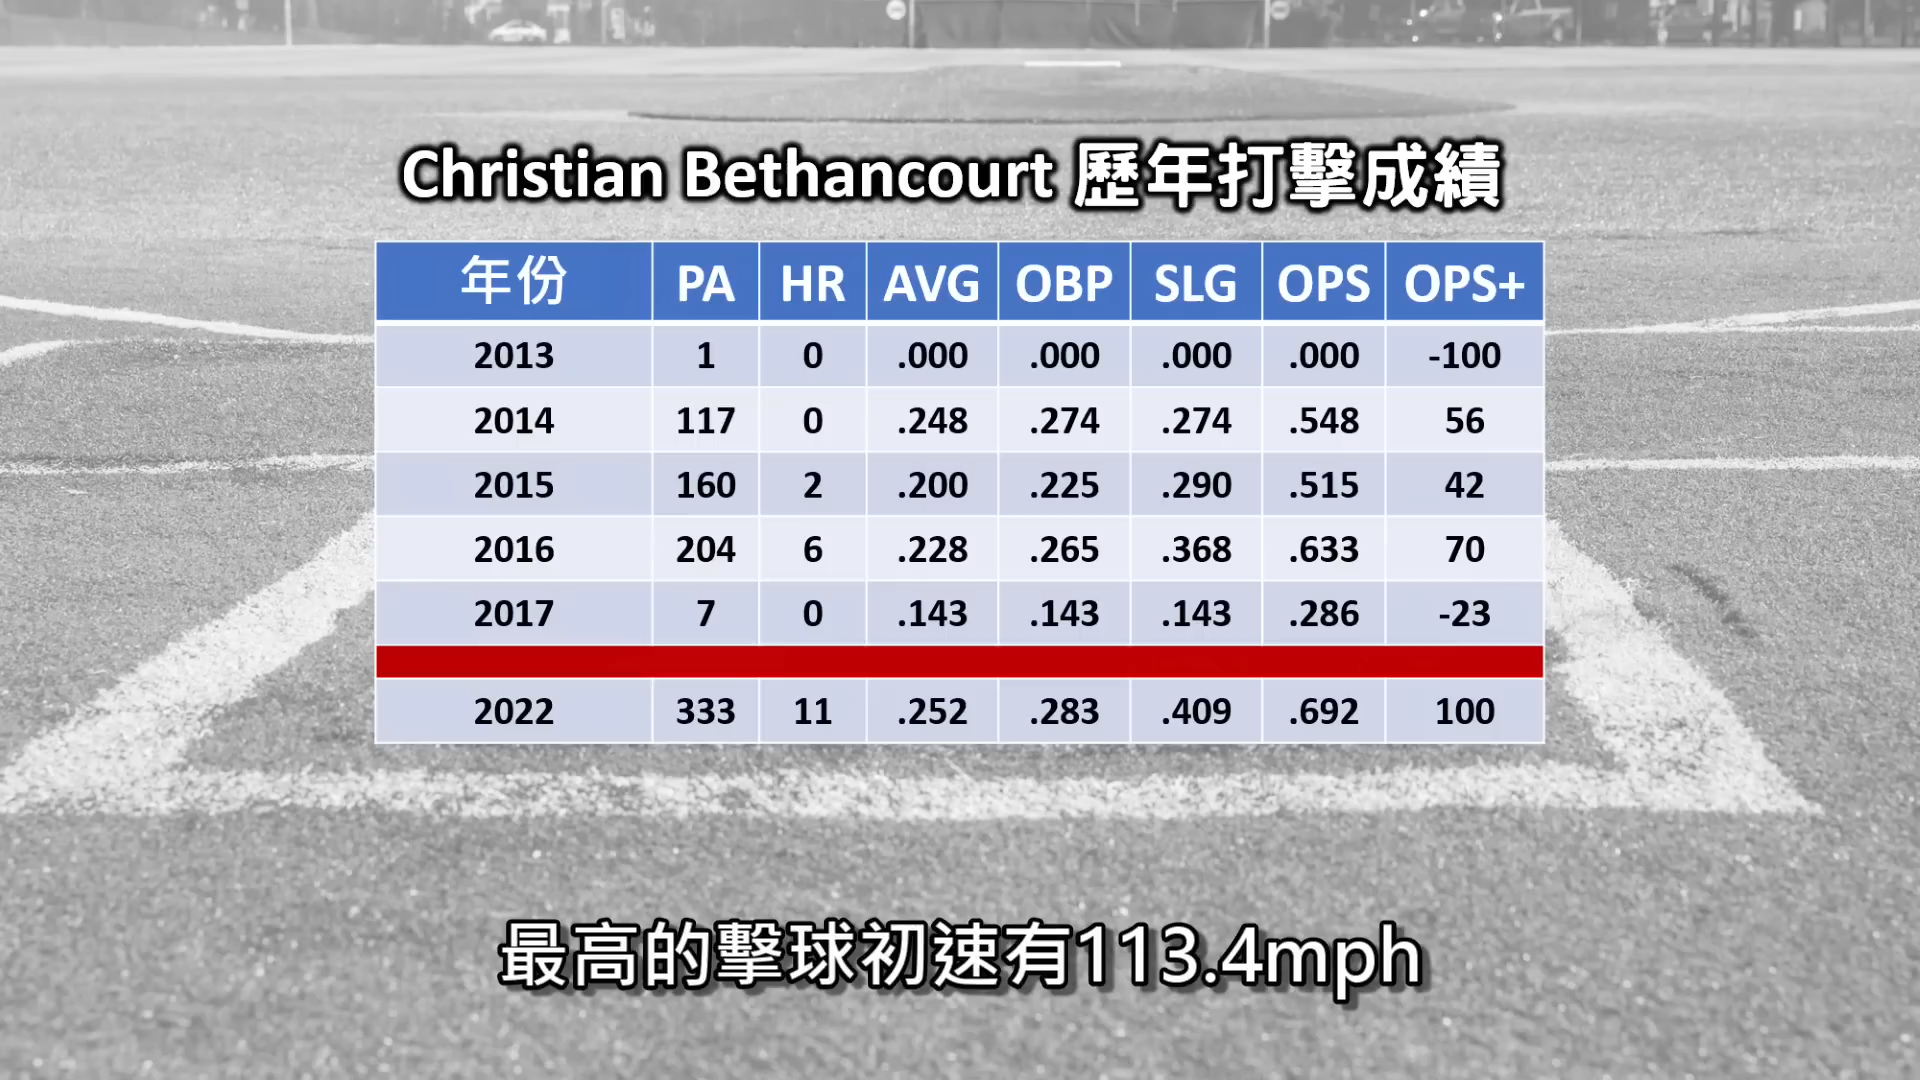 Christian Bethancourt 歷年打擊成績
年份 PA HR AVG OBP SLG OPS OPS+
2013 1 0 .000 .000 .000 .000 -100
2014 117 0 .248 .274 .274 .548 56
2015 160 2 .200 .225 .290 .515 42
2016 204 6 .228 .265 .368 .633 70
2017 7 0 .143 .143 .143 .286 -23
2022 333 11 .252 .283 .409 .692 100
最高的擊球初速有113.4mph